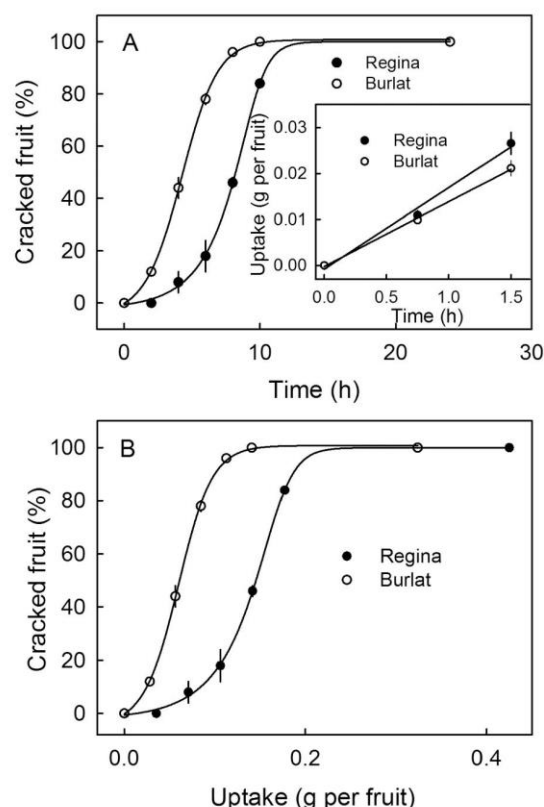 A
100
80
60
40
20
0
Cracked fruit (%)
Regina
Burlat
0.03
0.02
0.01
0.00
Uptake (g per fruit)
Regina
Burlat
0.0 0.5 1.0 1.5
Time (h)
0 10 20 30
Time (h)
B
100
80
60
40
20
0
Cracked fruit (%)
Regina
Burlat
0.0 0.2 0.4
Uptake (g per fruit)